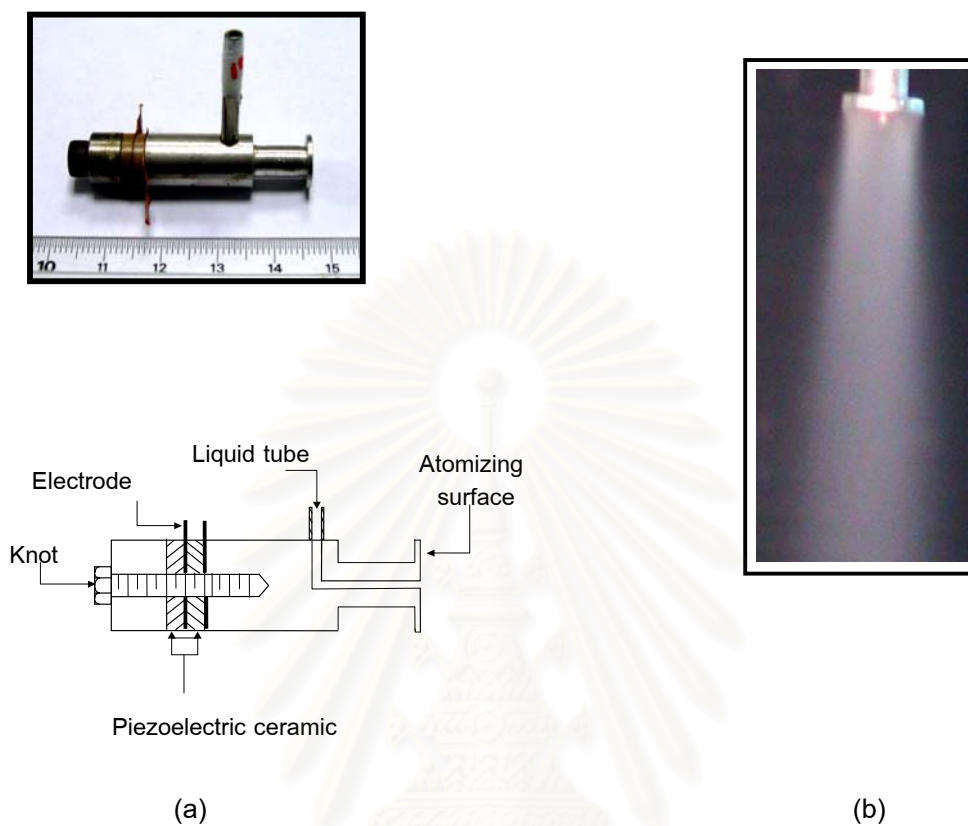 10 11 12 13 14 15
Liquid tube
Atomizing
surface
Electrode
Knot
Piezoelectric ceramic
(a)
(b)